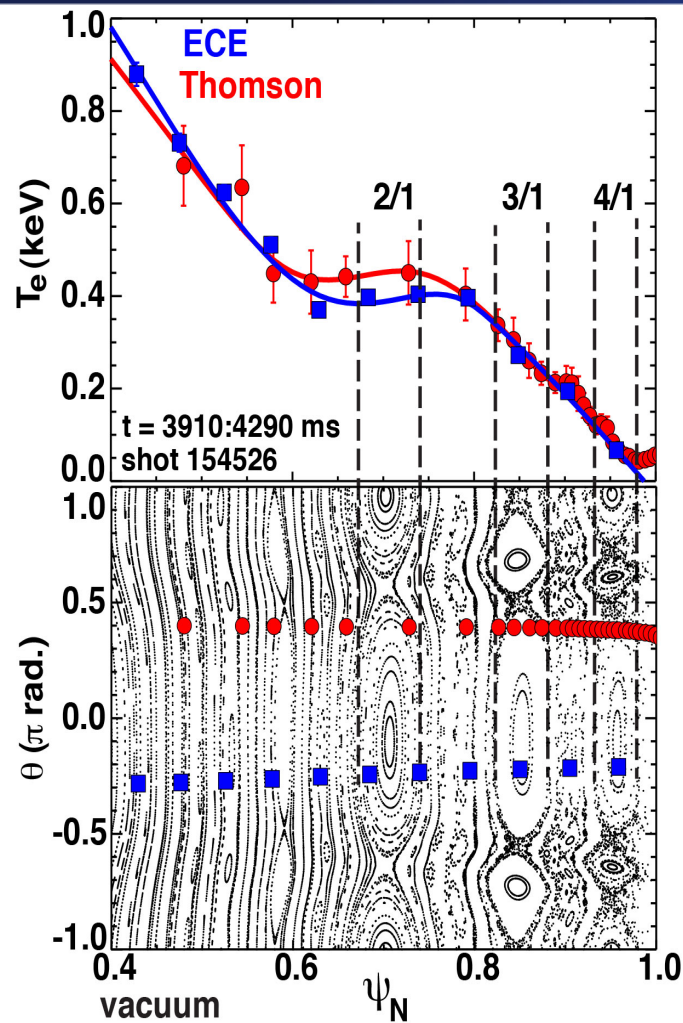 1.0
ECE
Thomson
0.8
0.6
2/1 3/1 4/1
Te (keV)
0.4
0.2
t = 3910:4290 ms
shot 154526
0.0
1.0
0.5
θ (π rad.)
0.0
-0.5
-1.0
0.4 0.6 0.8 1.0
vacuum
ψN